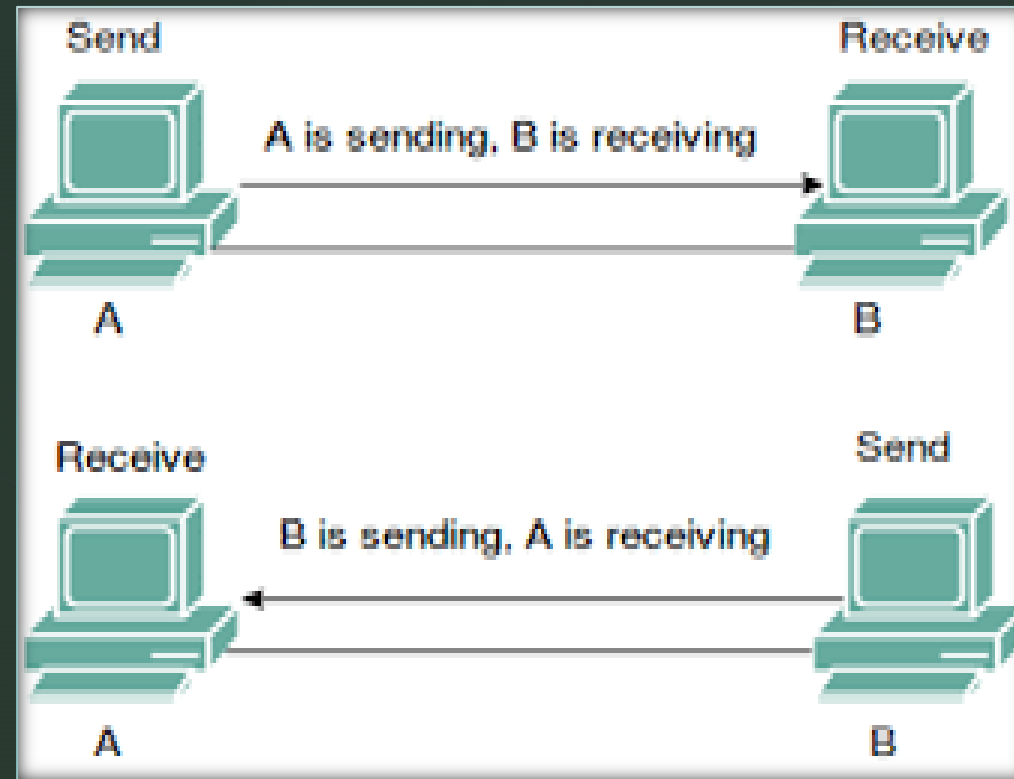 Send
Receive
A is sending, B is receiving
A
B
Receive
Send
B is sending, A is receiving
A
B